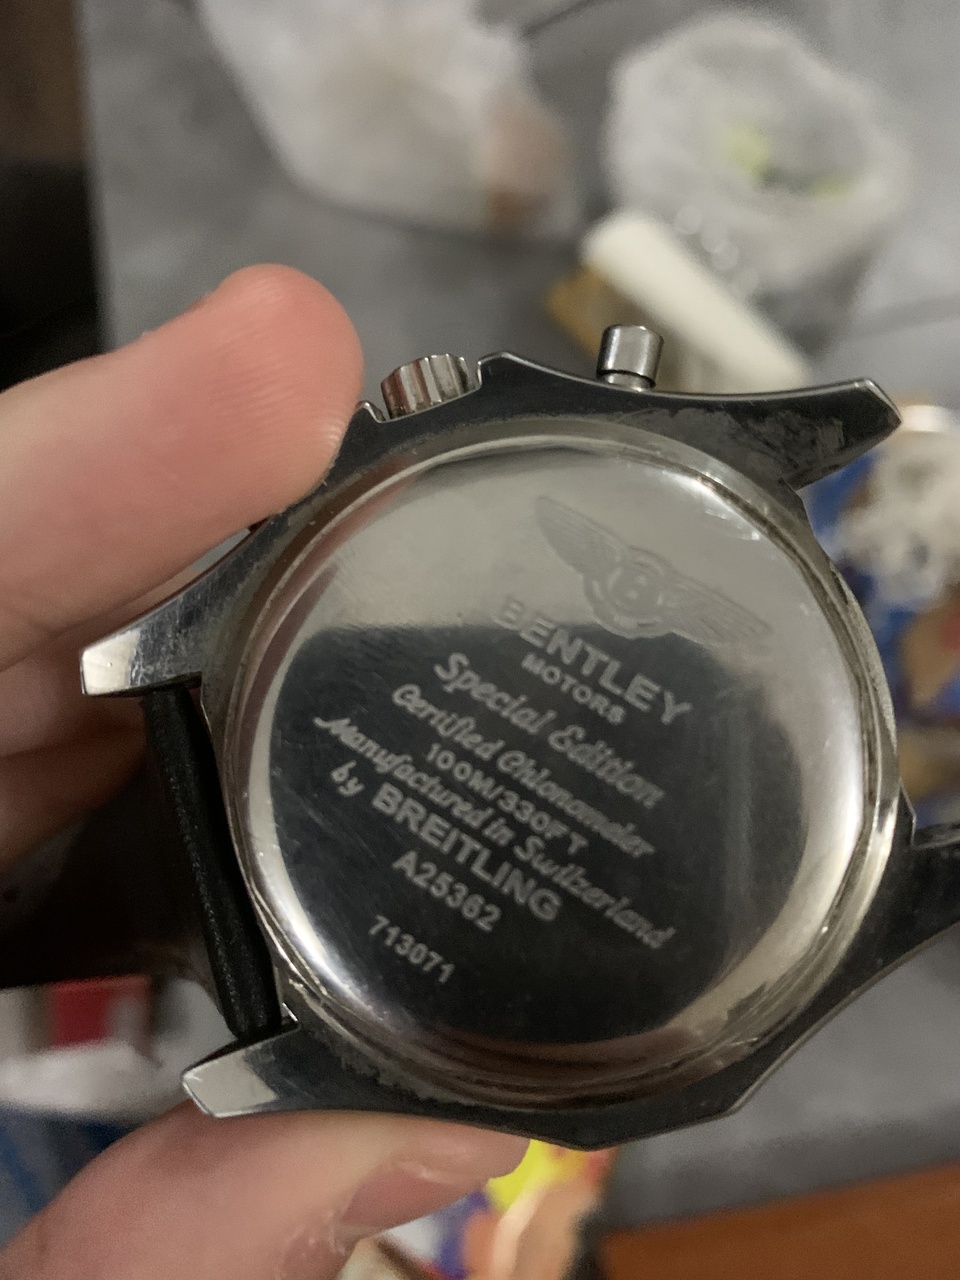 B
BENTLEY
MOTORS
Special Edition
Certified Chlonometer
100M/330FT
Manufactured in Switzerland
by BREITLING
A25362
713071